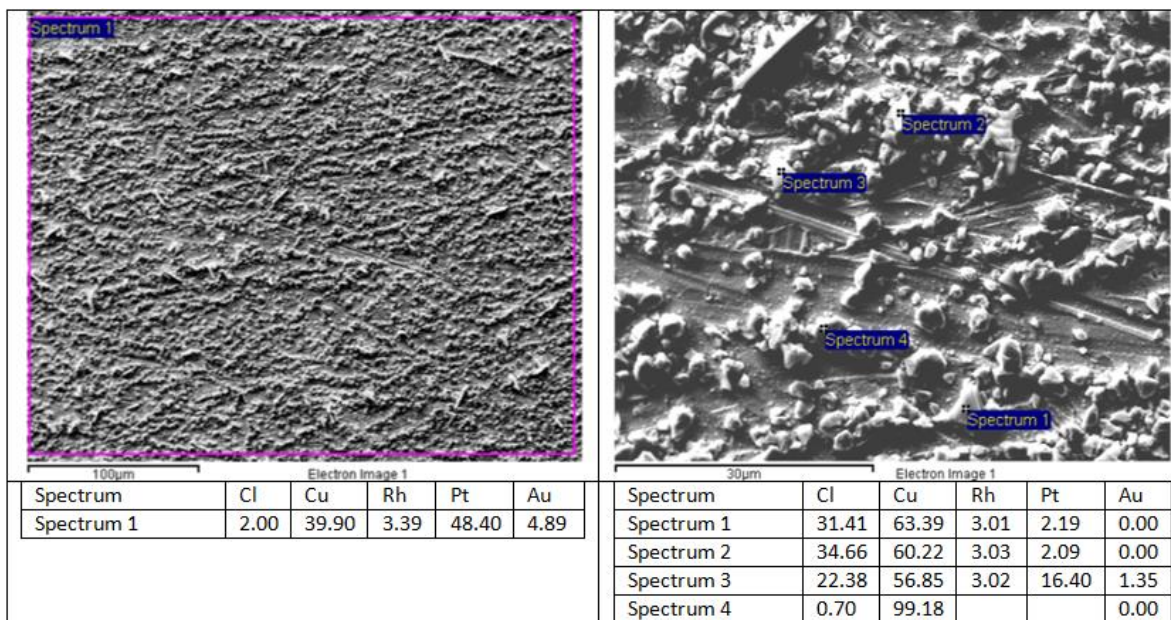 Spectrum 1
100µm Electron Image 1
Spectrum Cl Cu Rh Pt Au
Spectrum 1 2.00 39.90 3.39 48.40 4.89
Spectrum 2
Spectrum 3
Spectrum 4
Spectrum 1
30µm Electron Image 1
Spectrum Cl Cu Rh Pt Au
Spectrum 1 31.41 63.39 3.01 2.19 0.00
Spectrum 2 34.66 60.22 3.03 2.09 0.00
Spectrum 3 22.38 56.85 3.02 16.40 1.35
Spectrum 4 0.70 99.18 0.00